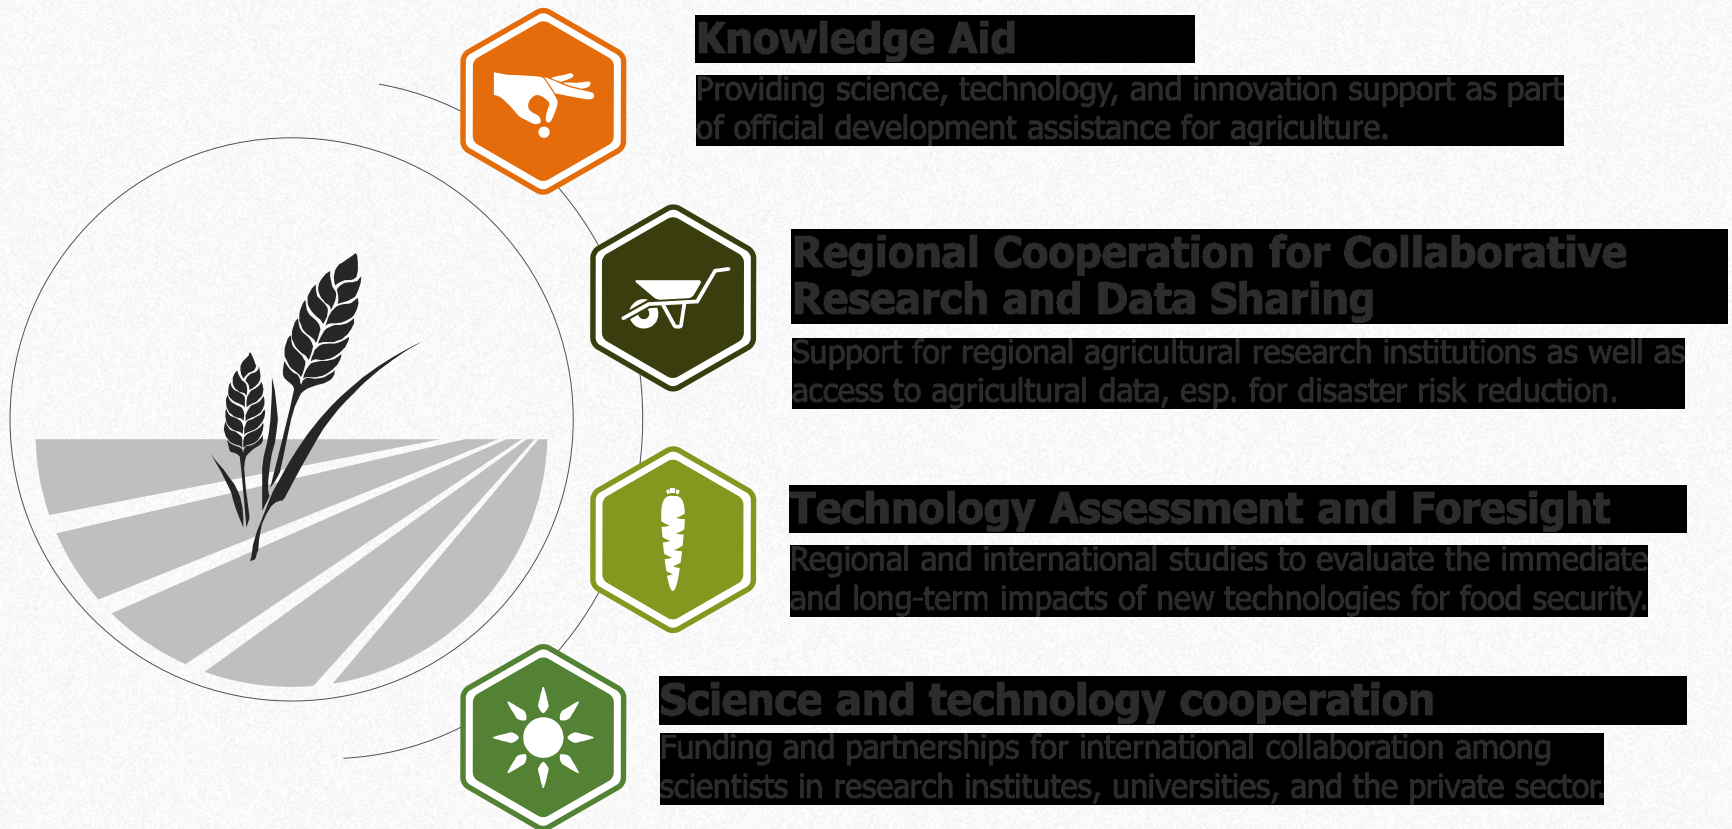 Knowledge Aid
Providing science, technology, and innovation support as part
of official development assistance for agriculture.
Regional Cooperation for Collaborative
Research and Data Sharing
Support for regional agricultural research institutions as well as
access to agricultural data, esp. for disaster risk reduction.
Technology Assessment and Foresight
Regional and international studies to evaluate the immediate
and long-term impacts of new technologies for food security.
Science and technology cooperation
Funding and partnerships for international collaboration among
scientists in research institutes, universities, and the private sector.